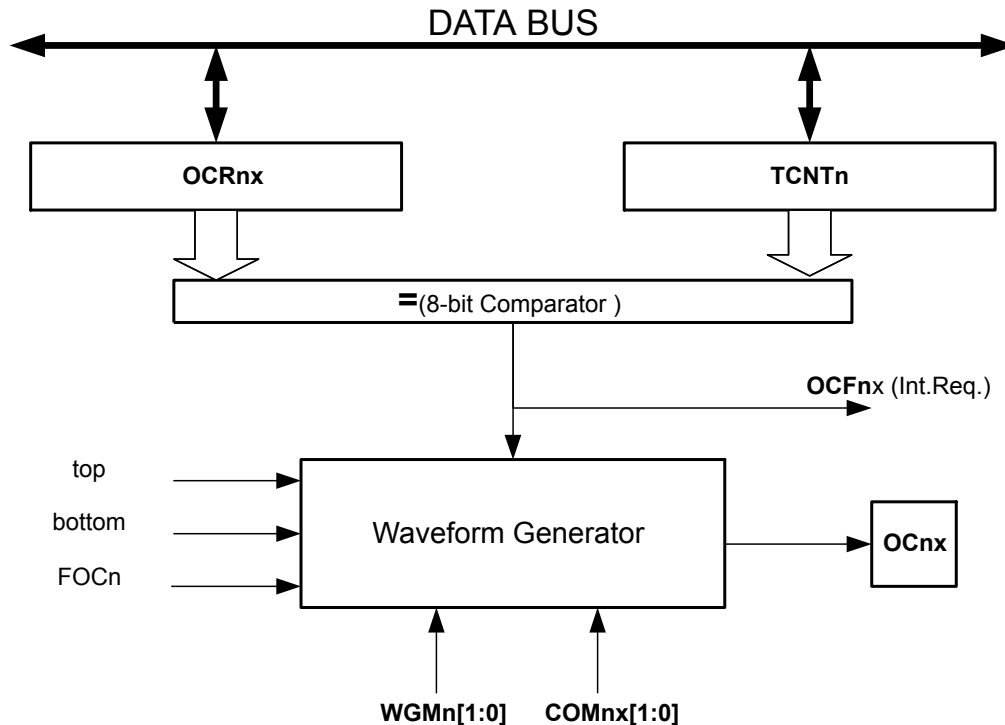 DATA BUS
OCRnx
TCNTn
=(8-bit Comparator )
OCFnx (Int.Req.)
top
bottom
FOCn
Waveform Generator
OCnx
WGMn[1:0]
COMnx[1:0]